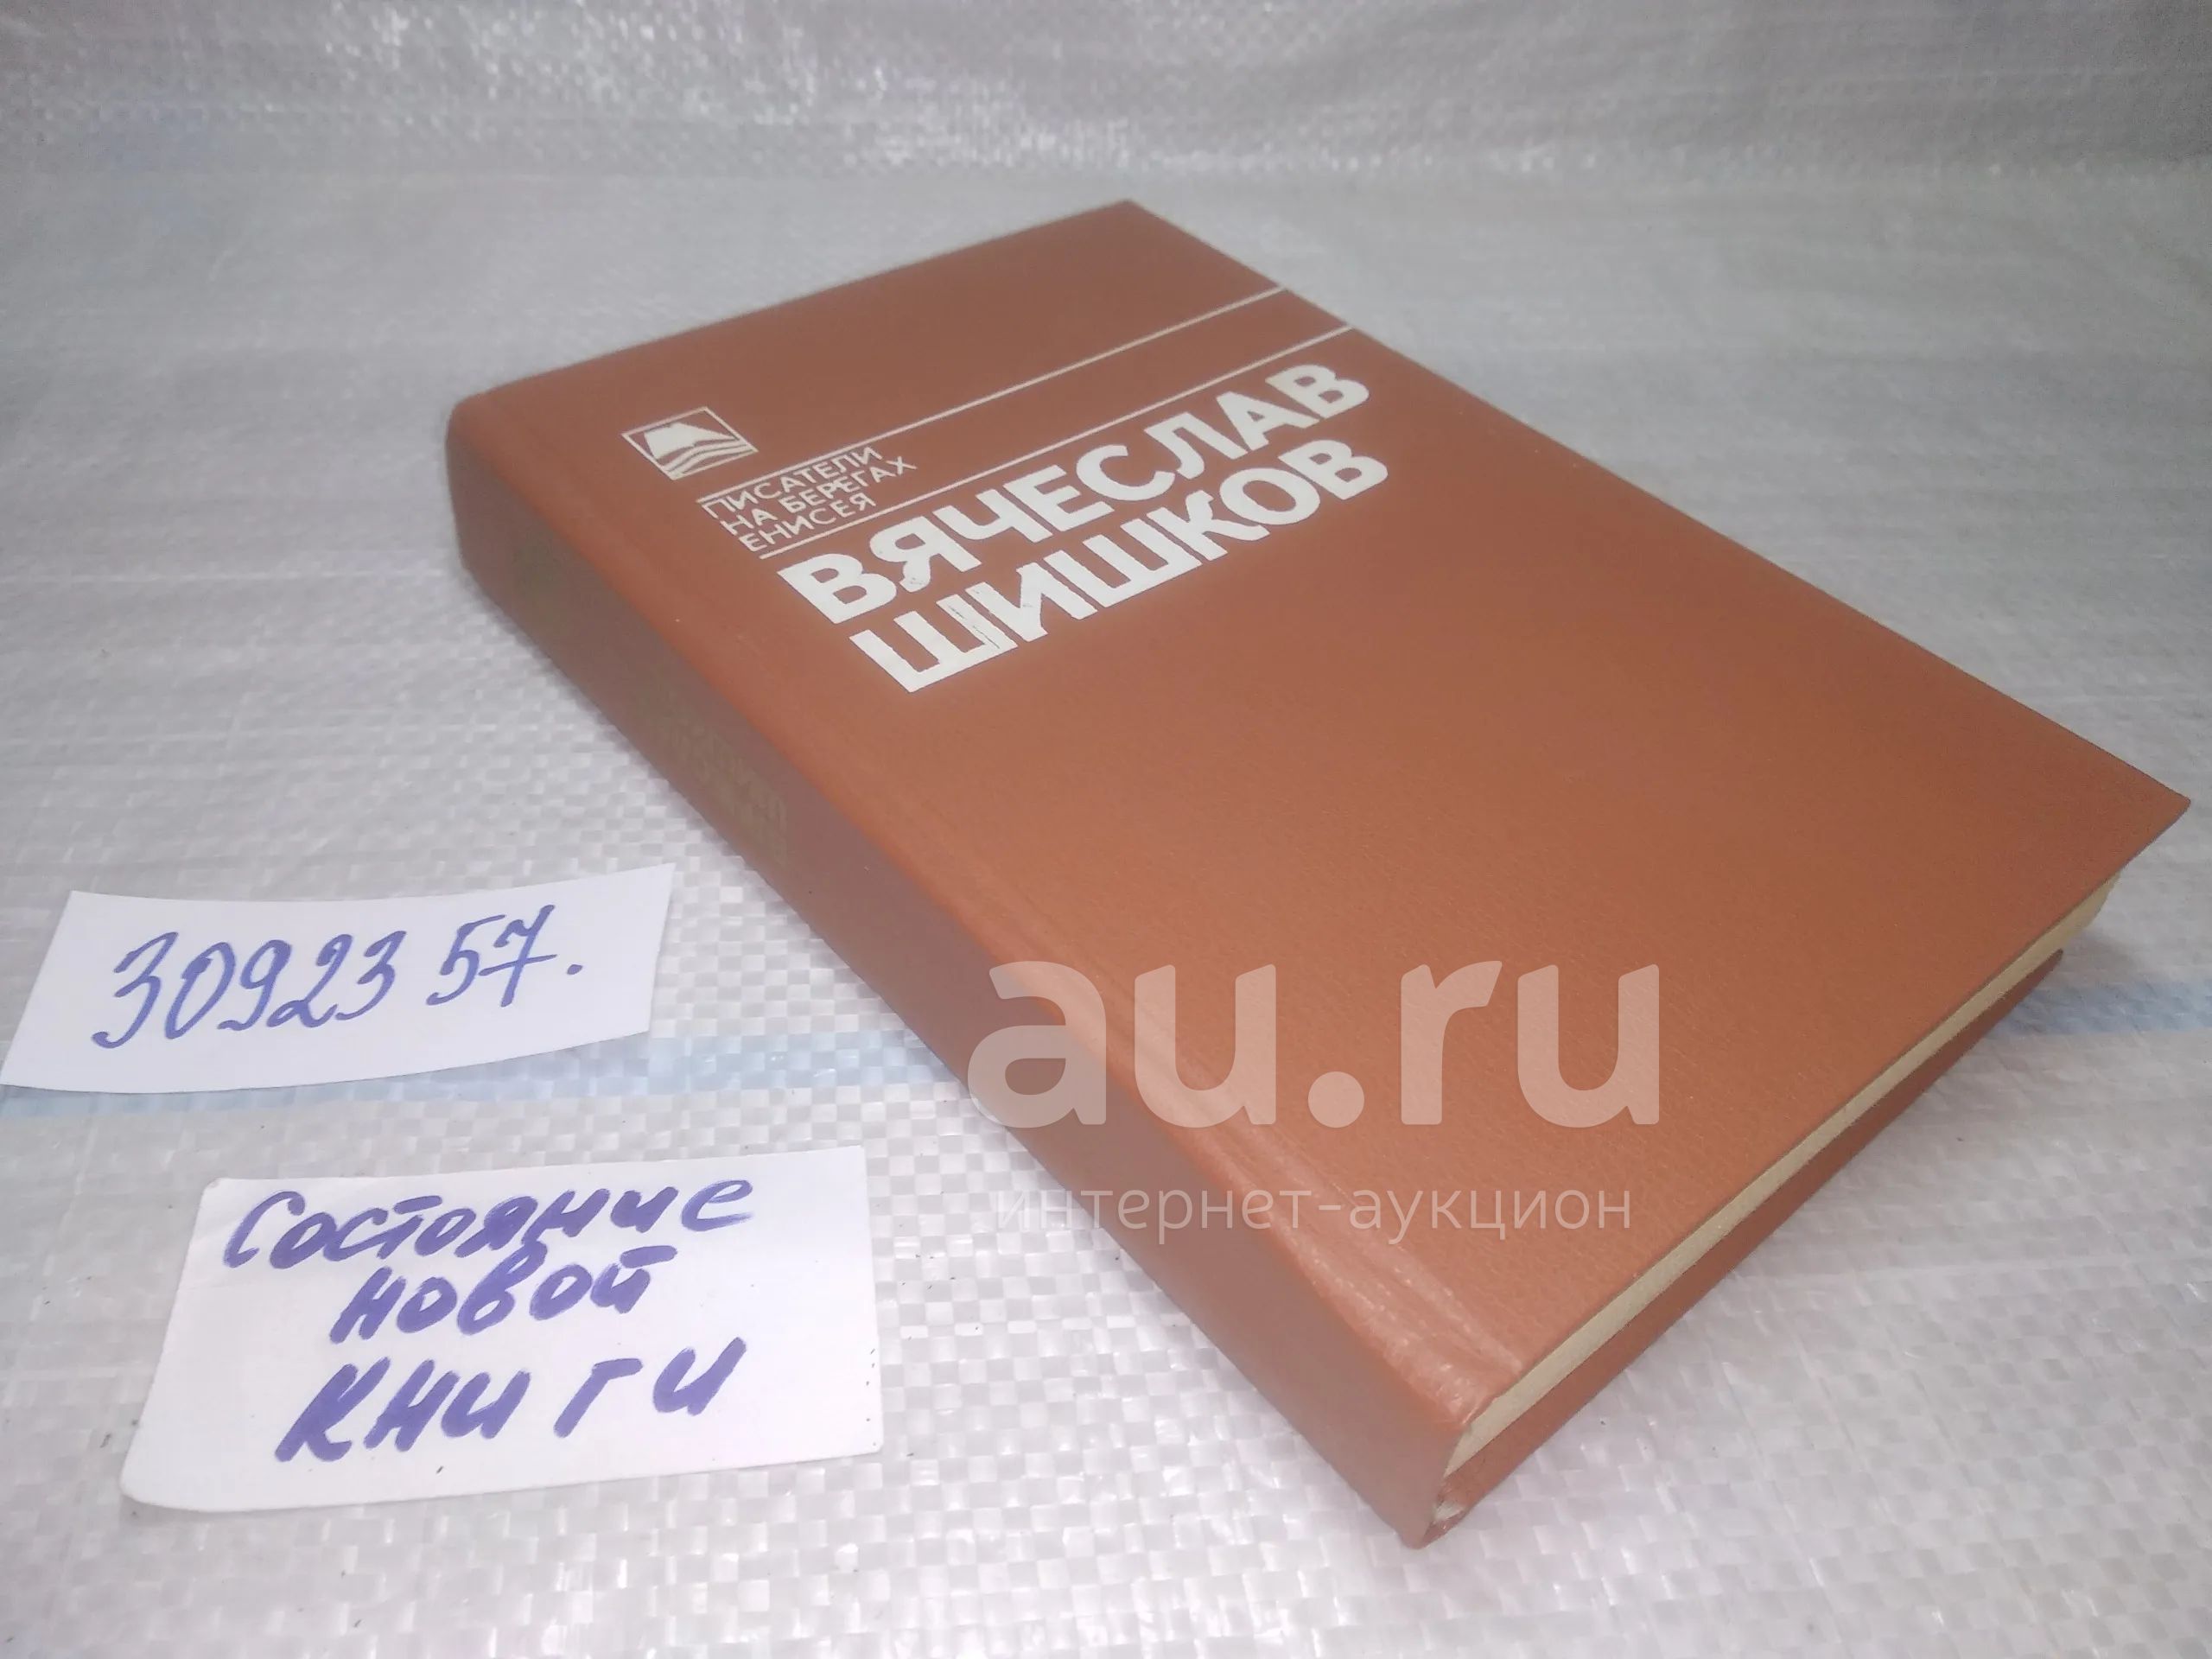 ПИСАТЕЛИ
НА БЕРЕГАХ
ЕНИСЕЯ
ВЯЧЕСЛАВ
ШИШКОВ
3092357.
Состояние
новой
книги
au.ru
интернет-аукцион